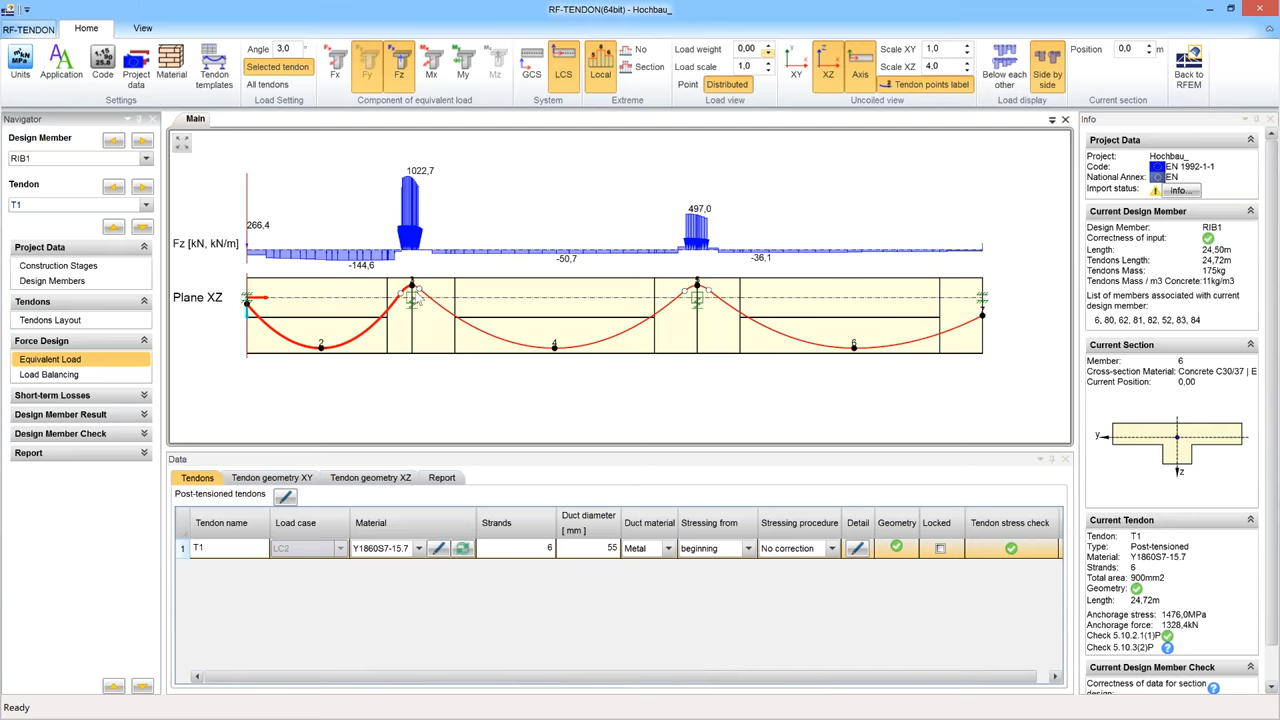 RF-TENDON(64bit) - Hochbau_
RF-TENDON
Home
View
Units
Application
Code
Project data
Material
Tendon templates
Settings
Angle 3,0 °
Selected tendon
All tendons
Load Setting
Fx
Fy
Fz
Mx
My
Mz
Component of equivalent load
GCS
LCS
System
Local
No
Section
Extreme
Load weight 0,00
Load scale 1,0
Point Distributed
Load view
XY
XZ
Axis
Scale XY 1,0
Scale XZ 4,0
Tendon points label
Uncoiled view
Below each other
Side by side
Load display
Position 0,0 m
Current section
Back to RFEM
Navigator
Design Member
RIB1
Tendon
T1
Project Data
Construction Stages
Design Members
Tendons
Tendons Layout
Force Design
Equivalent Load
Load Balancing
Short-term Losses
Design Member Result
Design Member Check
Report
Main
1022,7
497,0
266,4
Fz [kN, kN/m]
-144,6
-50,7
-36,1
Plane XZ
2
4
6
Data
Tendons
Tendon geometry XY
Tendon geometry XZ
Report
Post-tensioned tendons
Tendon name
Load case
Material
Strands
Duct diameter [ mm ]
Duct material
Stressing from
Stressing procedure
Detail
Geometry
Locked
Tendon stress check
1 T1 LC2 Y1860S7-15.7 6 55 Metal beginning No correction
Info
Project Data
Project: Hochbau_
Code: EN 1992-1-1
National Annex: EN
Import status: Info...
Current Design Member
Design Member: RIB1
Correctness of input:
Length: 24,50m
Tendons Length: 24,72m
Tendons Mass: 175kg
Tendons Mass / m3 Concrete: 11kg/m3
List of members associated with current
design member:
6, 80, 62, 81, 82, 52, 83, 84
Current Section
Member: 6
Cross-section Material: Concrete C30/37 | E
Current Position: 0,00
y
z
Current Tendon
Tendon: T1
Type: Post-tensioned
Material: Y1860S7-15.7
Strands: 6
Total area: 900mm2
Geometry:
Length: 24,72m
Anchorage stress: 1476,0MPa
Anchorage force: 1328,4kN
Check 5.10.2.1(1)P
Check 5.10.3(2)P
Current Design Member Check
Correctness of data for section
design:
Ready